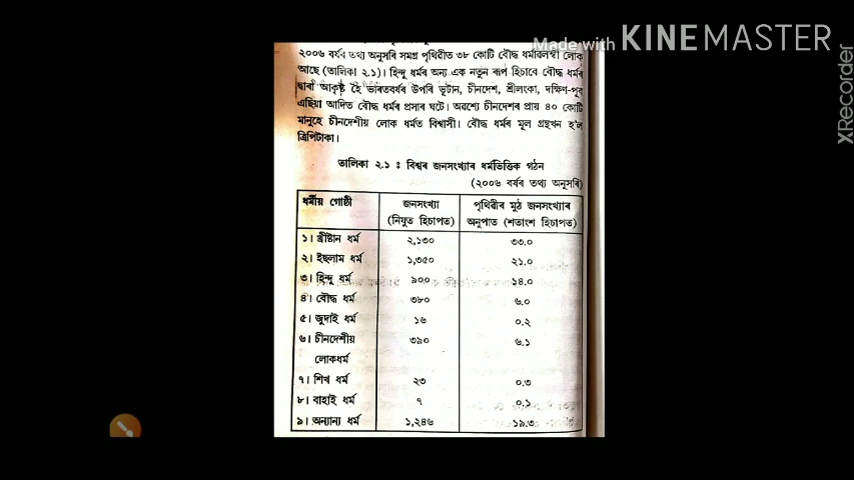 Made with KINEMASTER
XRecorder
২০০৬ বৰ্ষৰ তথ্য অনুসৰি সমগ্ৰ পৃথিৱীত ৩৮ কোটি বৌদ্ধ ধৰ্মাৱলম্বী লোক
আছে (তালিকা ২.১)। হিন্দু ধৰ্মৰ অন্য এক নতুন ৰূপ হিচাবে বৌদ্ধ ধৰ্মৰ
দ্বাৰা আকৃষ্ট হৈ ভাৰতবৰ্ষৰ উপৰি ভূটান, চীনদেশ, শ্ৰীলংকা, দক্ষিণ-পূব
এছিয়া আদিত বৌদ্ধ ধৰ্মৰ প্ৰসাৰ ঘটে। অৱশ্যে চীনদেশৰ প্ৰায় ৪০ কোটি
মানুহে চীনদেশীয় লোক ধৰ্মত বিশ্বাসী। বৌদ্ধ ধৰ্মৰ মূল গ্ৰন্থখন হ'ল
ত্ৰিপিটাকা।
তালিকা ২.১ : বিশ্বৰ জনসংখ্যাৰ ধৰ্মভিত্তিক গঠন
(২০০৬ বৰ্ষৰ তথ্য অনুসৰি)
ধৰ্মীয় গোষ্ঠী জনসংখ্যা পৃথিৱীৰ মুঠ জনসংখ্যাৰ
(নিযুত হিচাপত) অনুপাত (শতাংশ হিচাপত)
১। খ্ৰীষ্টান ধৰ্ম ২,১৩০ ৩৩.০
২। ইছলাম ধৰ্ম ১,৩৫০ ২১.০
৩। হিন্দু ধৰ্ম ৯০০ ১৪.০
৪। বৌদ্ধ ধৰ্ম ৩৮০ ৬.০
৫। জুদাই ধৰ্ম ১৬ ০.২
৬। চীনদেশীয় ৩৯০ ৬.১
লোকধৰ্ম
৭। শিখ ধৰ্ম ২৩ ০.৩
৮। বাহাই ধৰ্ম ৭ ০.১
৯। অন্যান্য ধৰ্ম ১,২৪৬ ১৯.৩